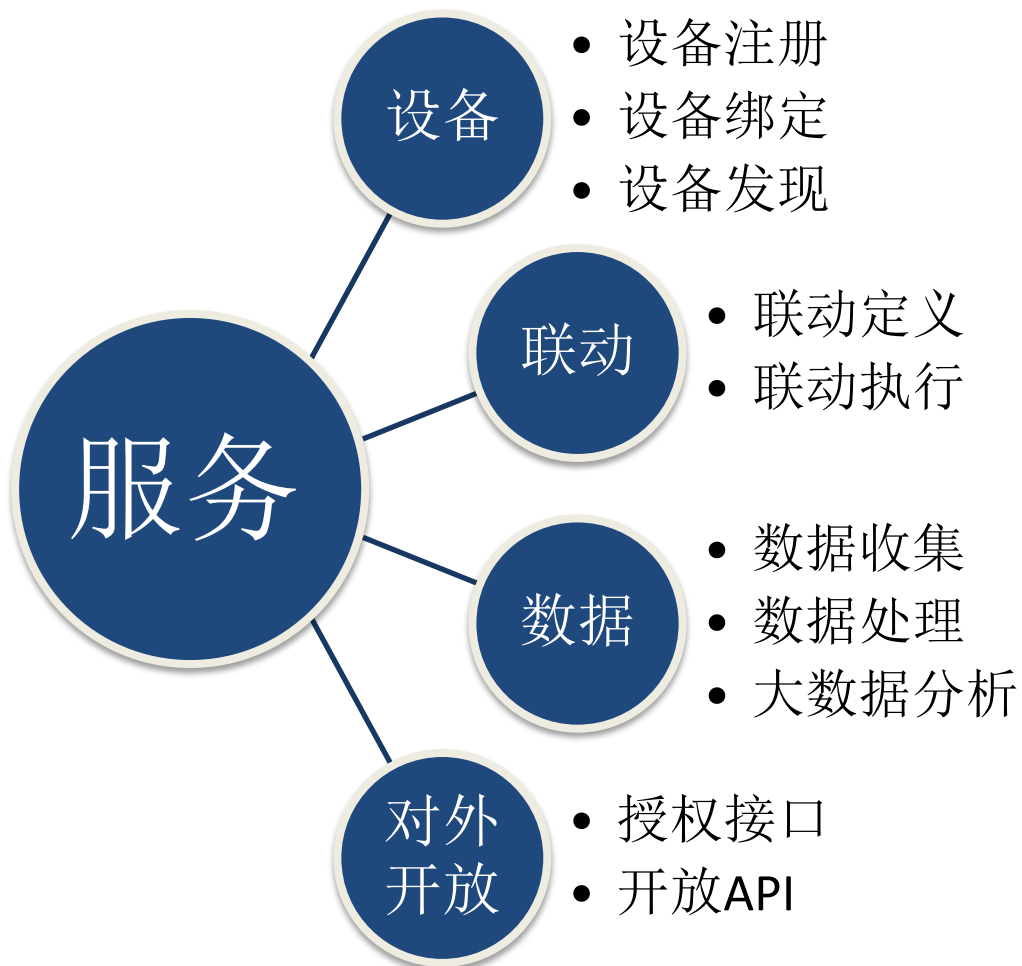 服务
设备
• 设备注册
• 设备绑定
• 设备发现
联动
• 联动定义
• 联动执行
数据
• 数据收集
• 数据处理
• 大数据分析
对外
开放
• 授权接口
• 开放API